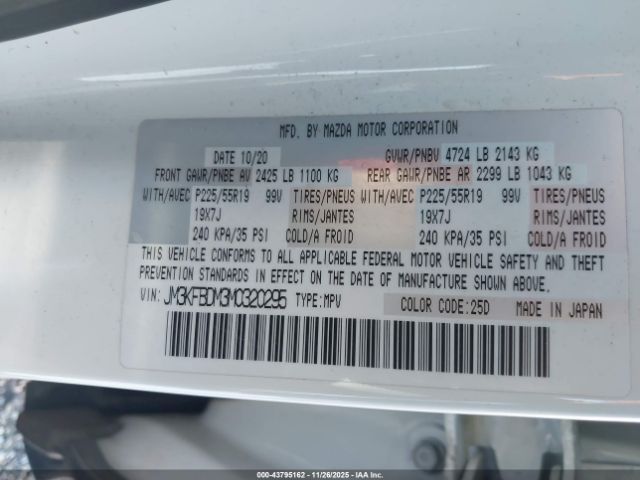 MFD. BY MAZDA MOTOR CORPORATION
DATE 10/20 GVWR/PNBV 4724 LB 2143 KG
FRONT GAWR/PNBE AV 2425 LB 1100 KG REAR GAWR/PNBE AR 2299 LB 1043 KG
WITH/AVEC P225/55R19 99V TIRES/PNEUS WITH/AVEC P225/55R19 99V TIRES/PNEUS
19X7J RIMS/JANTES 19X7J RIMS/JANTES
240 KPA/35 PSI COLD/A FROID 240 KPA/35 PSI COLD/A FROID
THIS VEHICLE CONFORMS TO ALL APPLICABLE FEDERAL MOTOR VEHICLE SAFETY AND THEFT
PREVENTION STANDARDS IN EFFECT ON THE DATE OF MANUFACTURE SHOWN ABOVE.
VIN: JM3KFBDM3M0320295 TYPE: MPV COLOR CODE: 25D MADE IN JAPAN
000-43795162 - 11/26/2025 - IAAI.COM